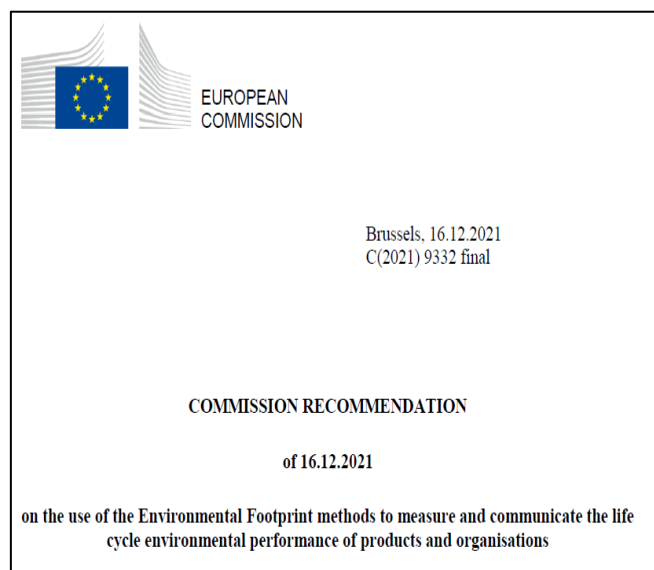 EUROPEAN
COMMISSION
Brussels, 16.12.2021
C(2021) 9332 final
COMMISSION RECOMMENDATION
of 16.12.2021
on the use of the Environmental Footprint methods to measure and communicate the life
cycle environmental performance of products and organisations